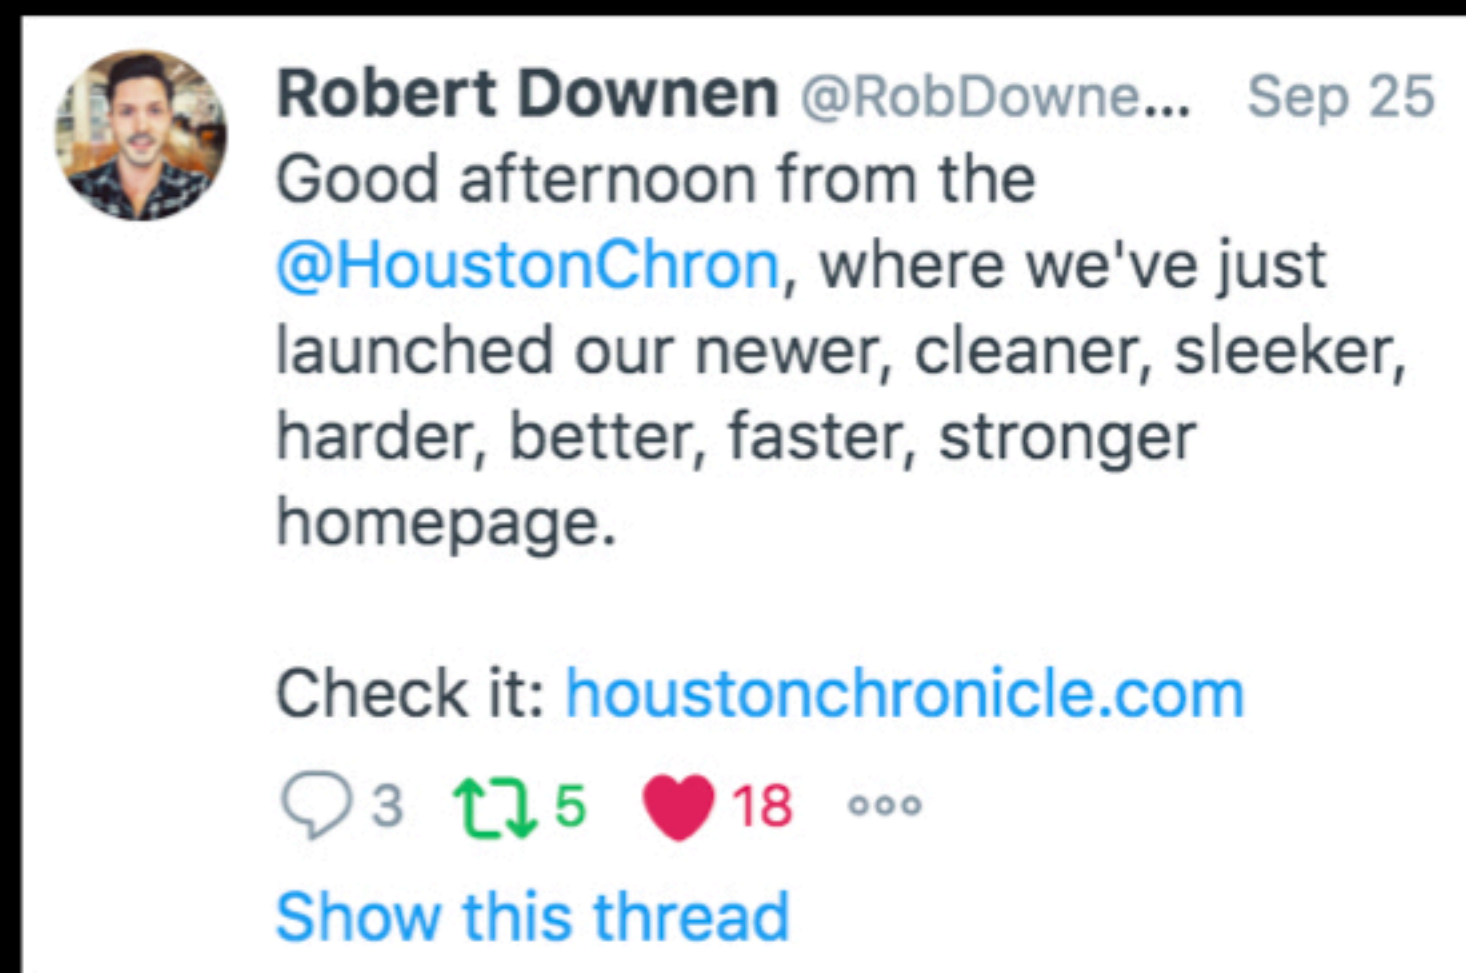 Robert Downen @RobDowne... Sep 25
Good afternoon from the
@HoustonChron, where we've just
launched our newer, cleaner, sleeker,
harder, better, faster, stronger
homepage.
Check it: houstonchronicle.com
3 5 18
Show this thread